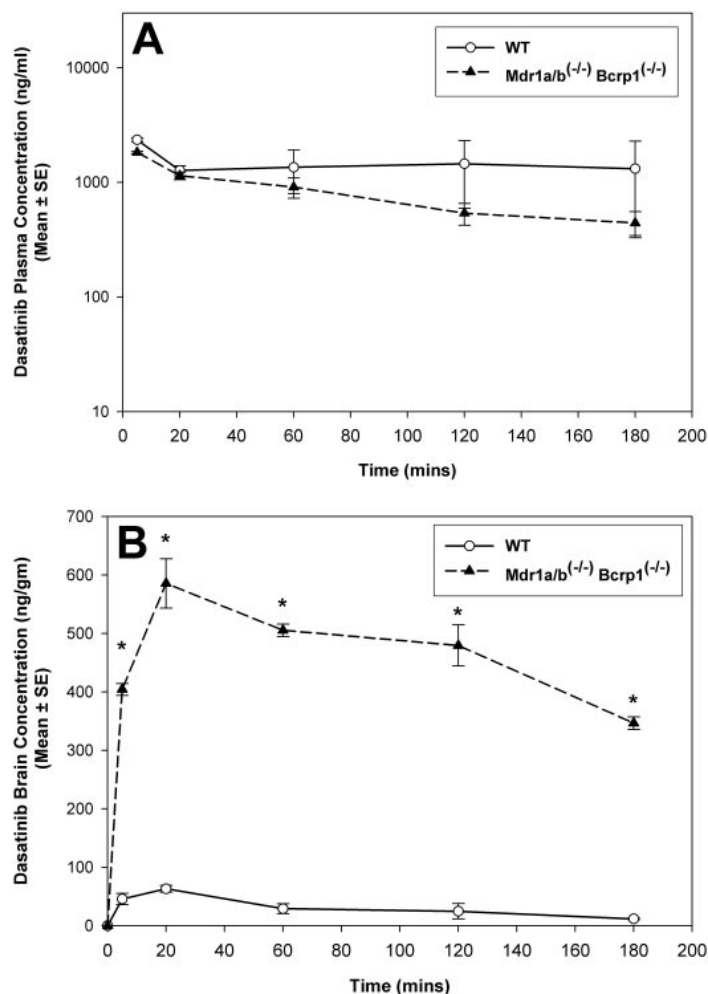 A
WT
Mdr1a/b(-/-) Bcrp1(-/-)
Dasatinib Plasma Concentration (ng/ml)
(Mean ± SE)
10000
1000
100
10
0 20 40 60 80 100 120 140 160 180 200
Time (mins)
B
WT
Mdr1a/b(-/-) Bcrp1(-/-)
Dasatinib Brain Concentration (ng/gm)
(Mean ± SE)
700
600
500
400
300
200
100
0
* * * * *
0 20 40 60 80 100 120 140 160 180 200
Time (mins)